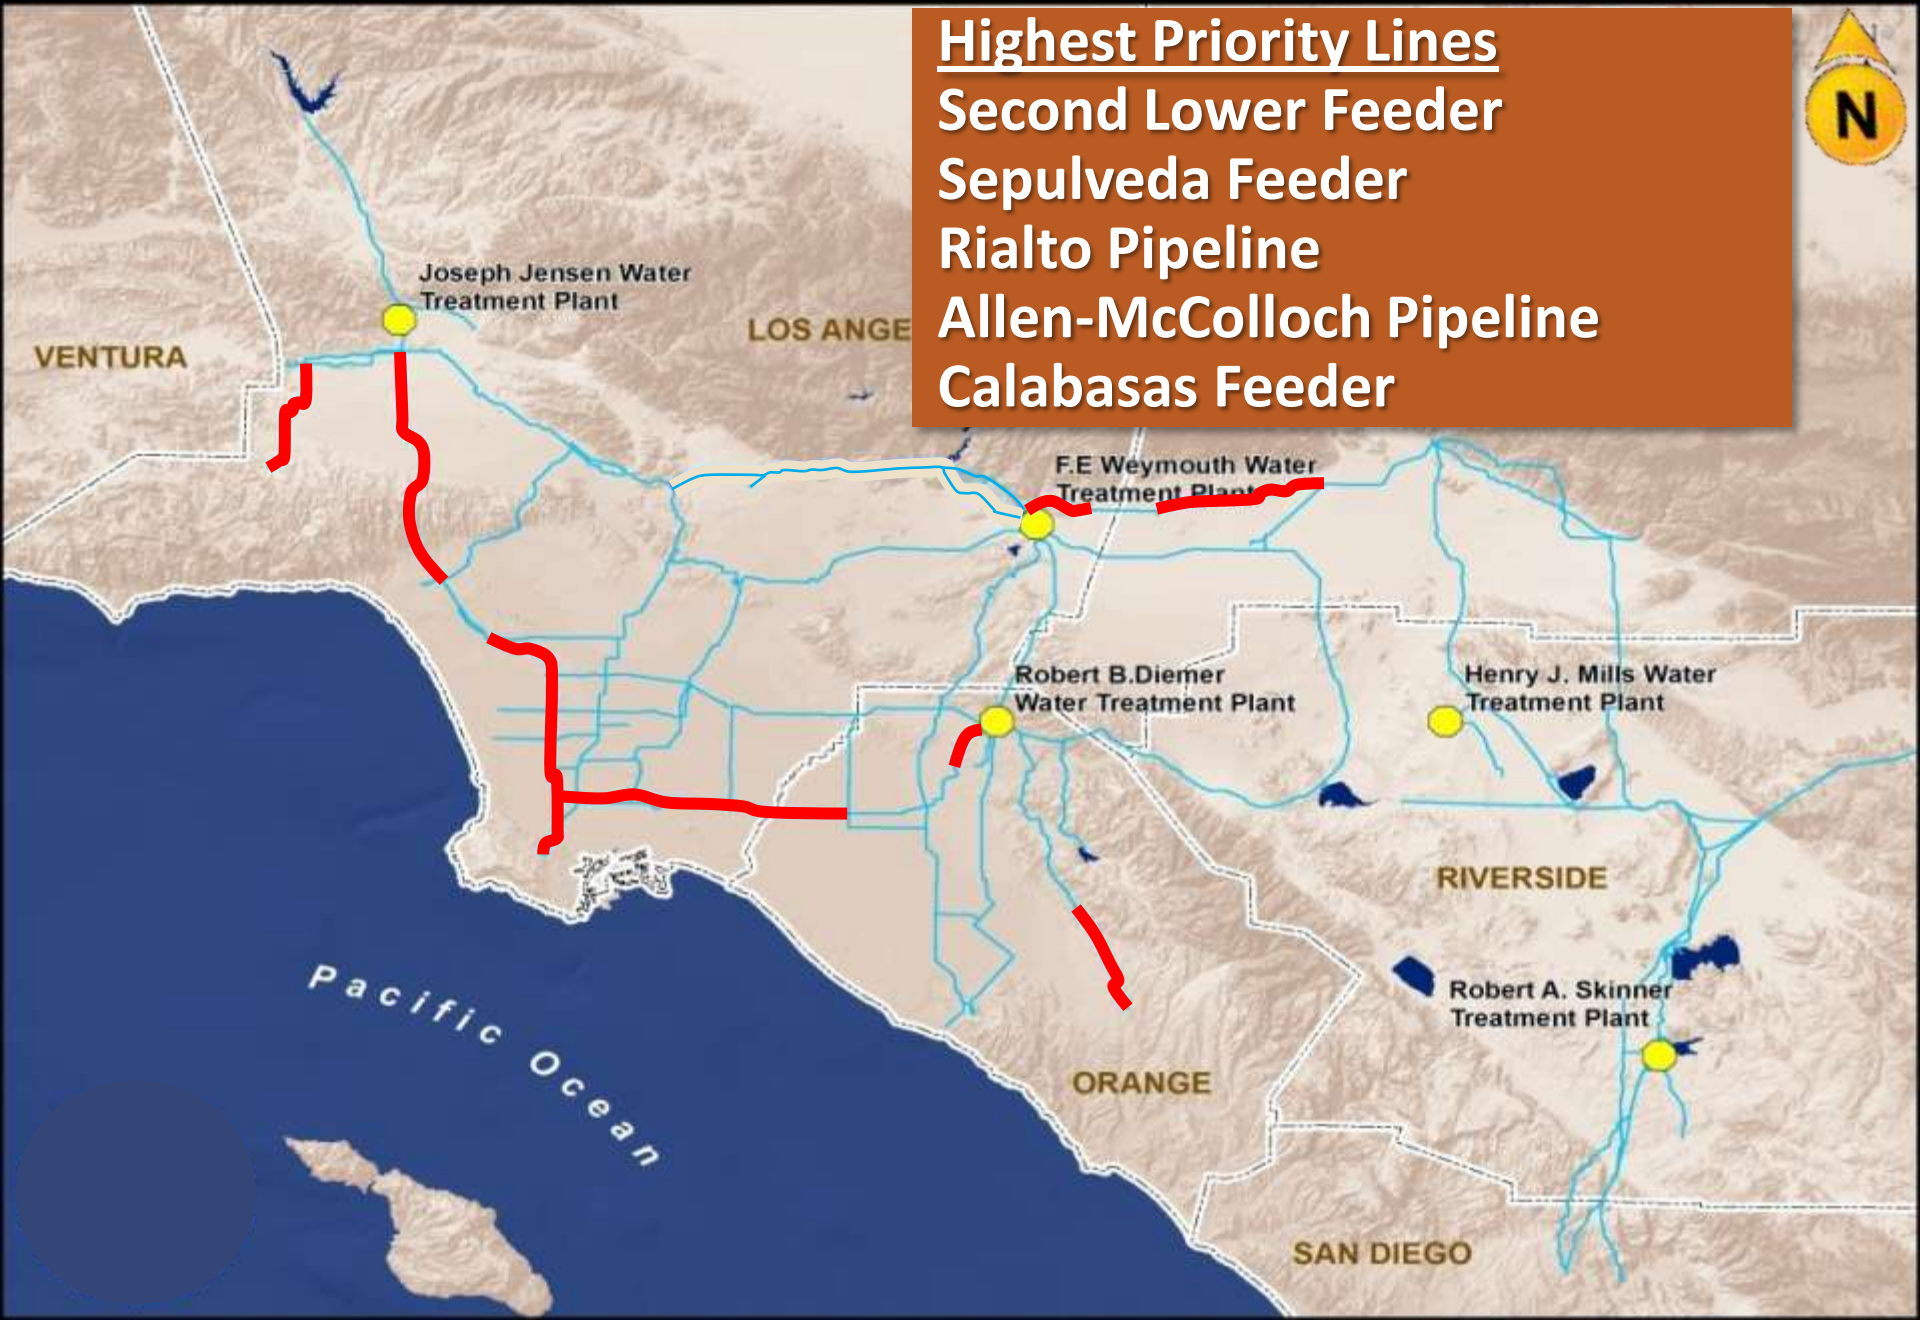 Highest Priority Lines
Second Lower Feeder
Sepulveda Feeder
Rialto Pipeline
Allen-McColloch Pipeline
Calabasas Feeder
N
Joseph Jensen Water
Treatment Plant
LOS ANGE
VENTURA
F.E Weymouth Water
Treatment Plant
Robert B.Diemer
Water Treatment Plant
Henry J. Mills Water
Treatment Plant
RIVERSIDE
Robert A. Skinner
Treatment Plant
Pacific Ocean
ORANGE
SAN DIEGO